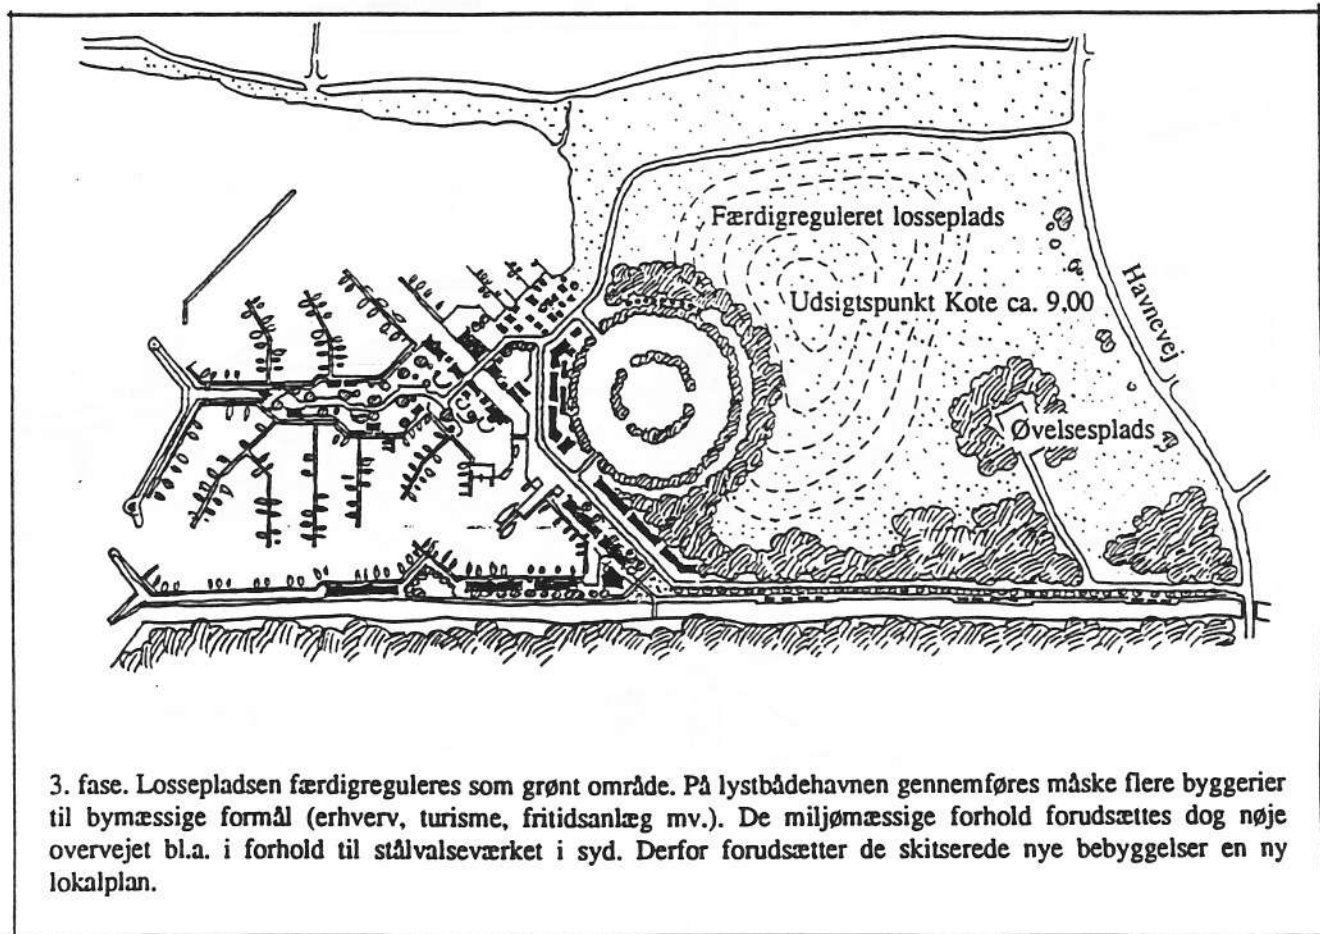 Færdigreguleret losseplads
Udsigtspunkt Kote ca. 9,00
Havnevej
Øvelsesplads
3. fase. Lossepladsen færdigreguleres som grønt område. På lystbådehavnen gennemføres måske flere byggerier
til bymæssige formål (erhverv, turisme, fritidsanlæg mv.). De miljømæssige forhold forudsættes dog nøje
overvejet bl.a. i forhold til stålvalseværket i syd. Derfor forudsætter de skitserede nye bebyggelser en ny
lokalplan.